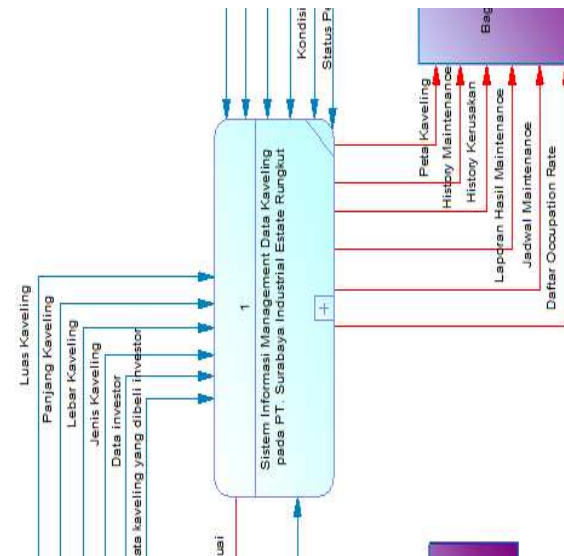 Kondisi
Status
Bag
Peta Kaveling
History Maintenance
History Kerusakan
Laporan Hasil Maintenance
Jadwal Maintenance
Daftar Occupation Rate
1
Sistem Informasi Management Data Kaveling
pada PT. Surabaya Industrial Estate Rungkut
Luas Kaveling
Panjang Kaveling
Lebar Kaveling
Jenis Kaveling
Data investor
ata kaveling yang dibeli investor
uai